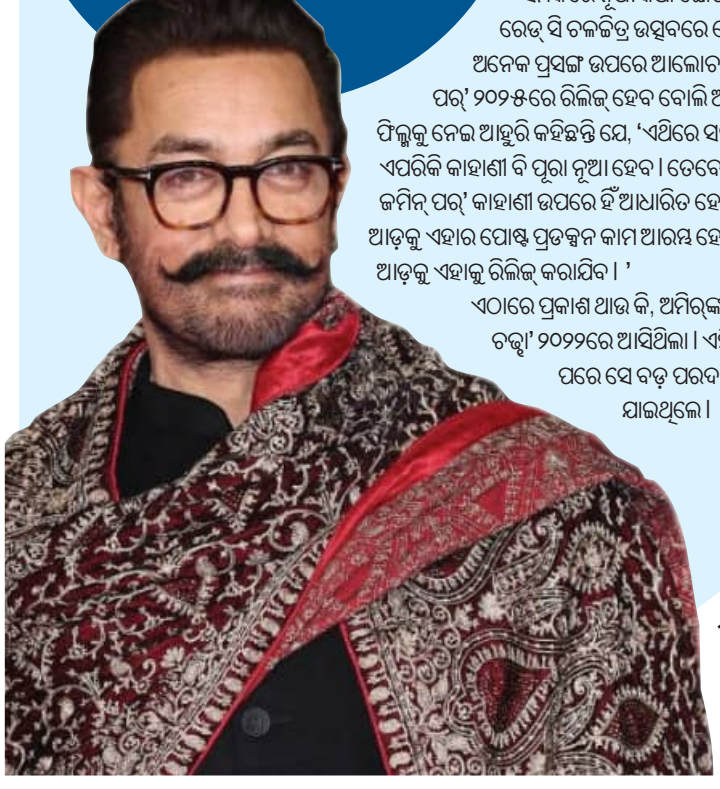 ରେଡ୍ ସି ଚଳଚ୍ଚିତ୍ର ଉତ୍ସବରେ
ଅନେକ ପ୍ରସଙ୍ଗ ଉପରେ ଆଲୋଚ
ପର୍’ ୨୦୨୫ରେ ରିଲିଜ୍ ହେବ ବୋଲି
ଫିଲ୍ମକୁ ନେଇ ଆହୁରି କହିଛନ୍ତି ଯେ, ‘ଏଥିରେ
ଏପରିକି କାହାଣୀ ବି ପୂରା ନୂଆ ହେବ । ତେବେ
ଜମିନ୍ ପର୍’ କାହାଣୀ ଉପରେ ହିଁ ଆଧାରିତ ହେ
ଆଡ଼କୁ ଏହାର ପୋଷ୍ଟ ପ୍ରଡକ୍ସନ କାମ ଆରମ୍ଭ ହେ
ଆଡ଼କୁ ଏହାକୁ ରିଲିଜ୍ କରାଯିବ । ’
ଏଠାରେ ପ୍ରକାଶ ଥାଉ କି, ଅମିର୍‌ଙ୍କ
ଚଢ୍ଢା’ ୨୦୨୨ରେ ଆସିଥିଲା ।
ପରେ ସେ ବଡ଼ ପରଦା
ଯାଇଥିଲେ ।